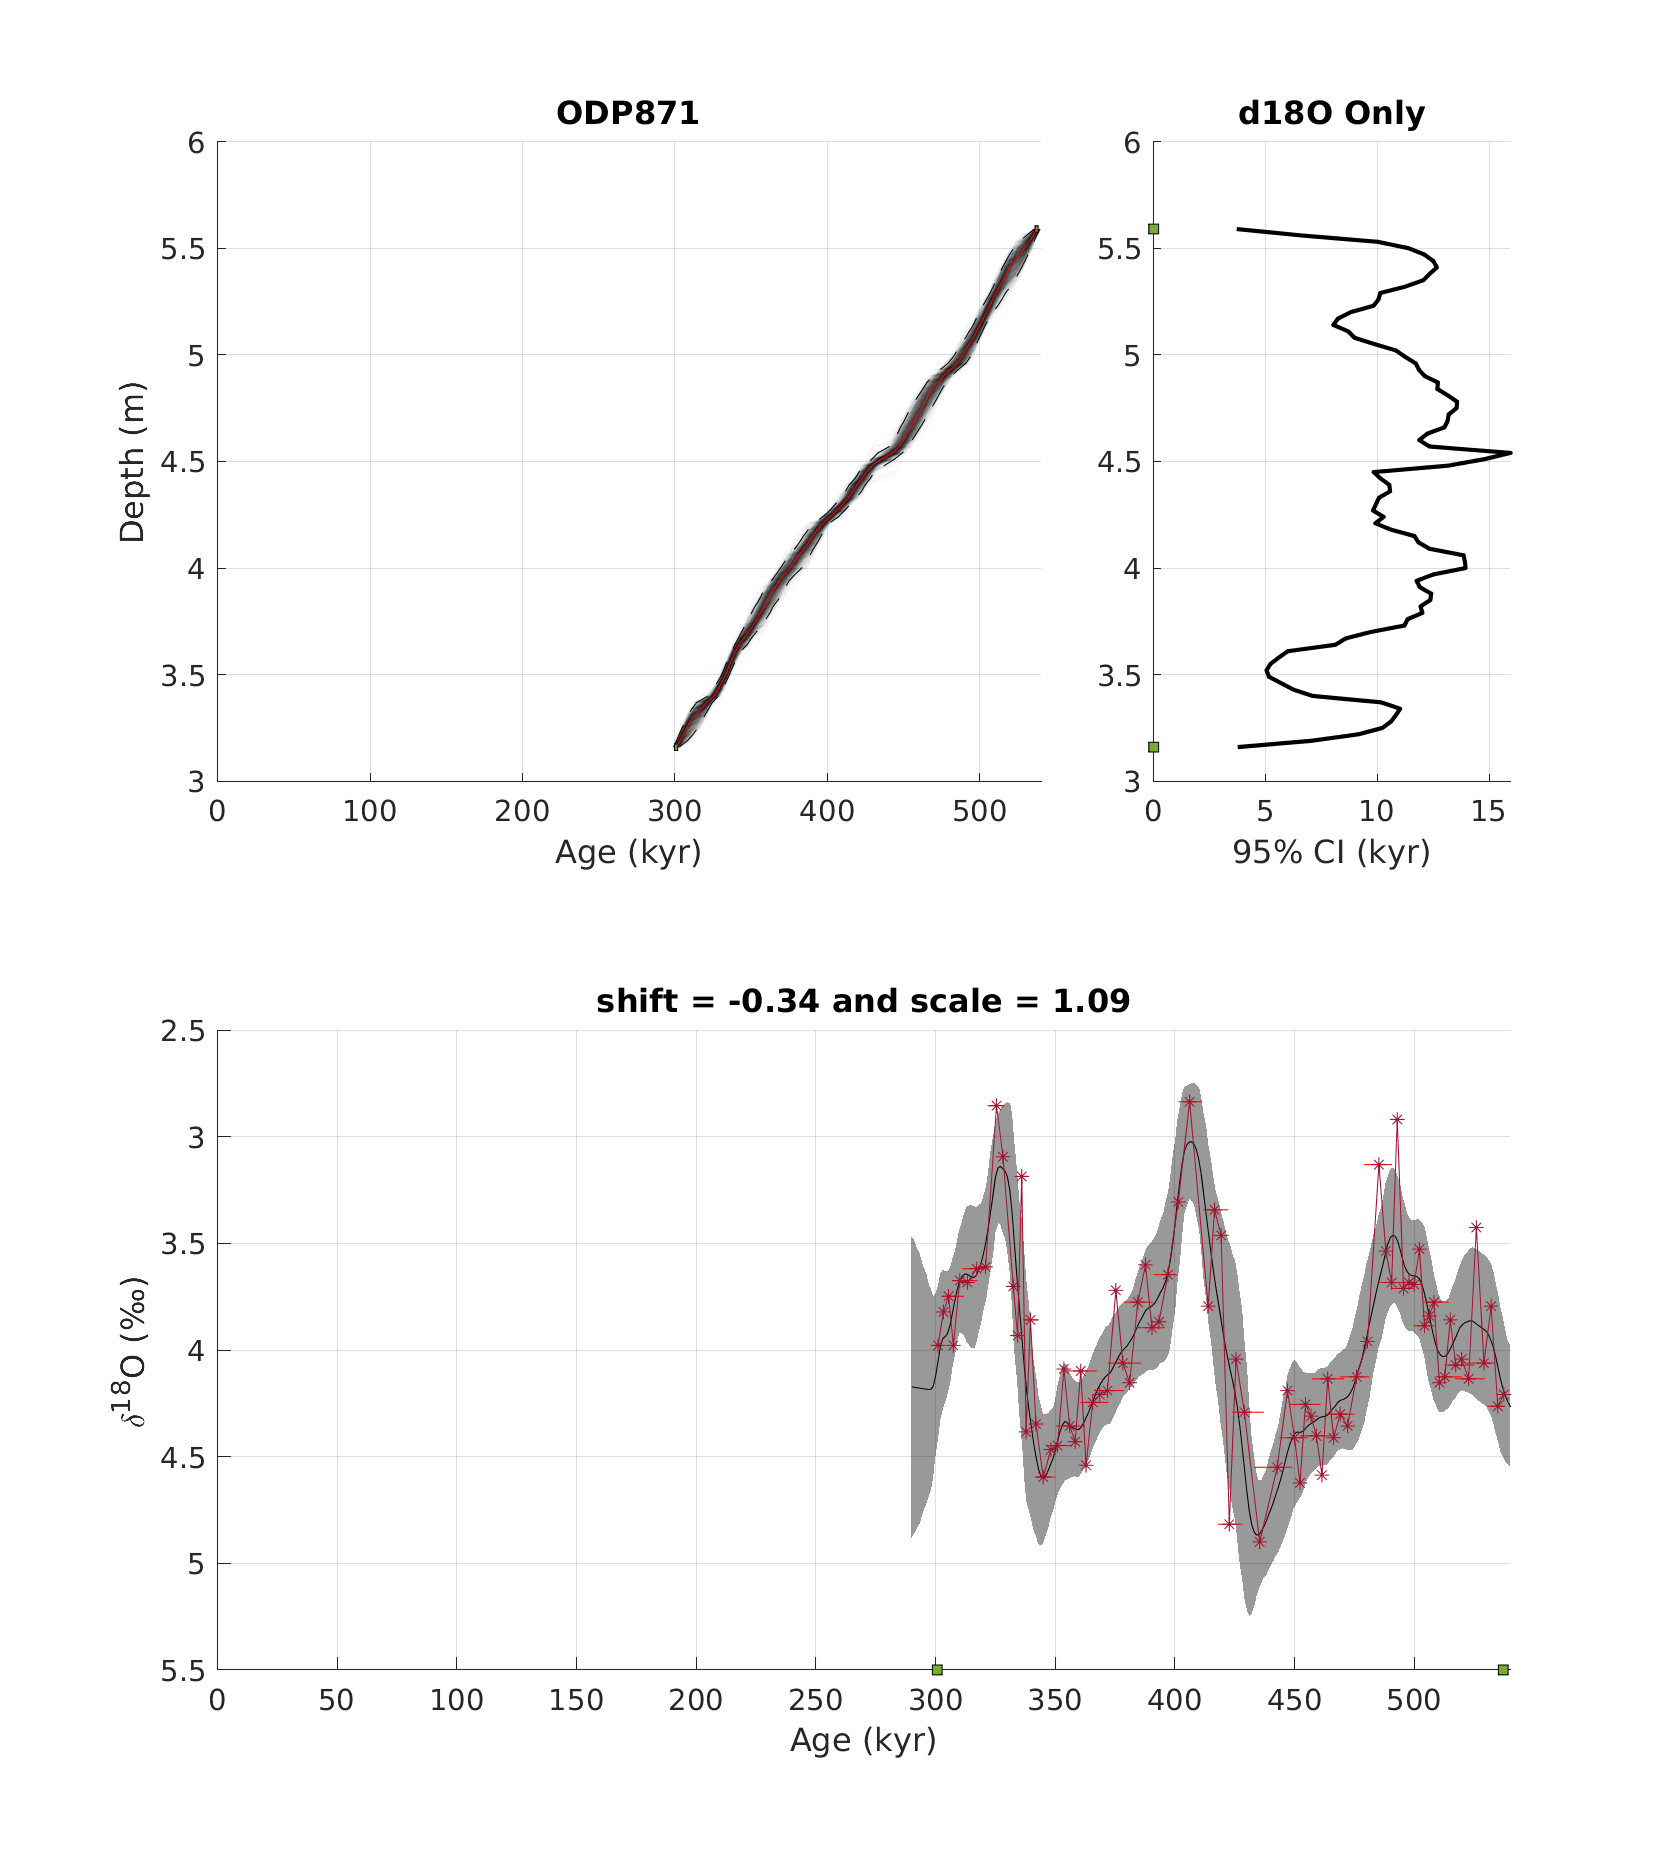 ODP871
d18O Only
6
5.5
5
4.5
4
3.5
3
Depth (m)
0 100 200 300 400 500
Age (kyr)
6
5.5
5
4.5
4
3.5
3
0 5 10 15
95% CI (kyr)
shift = -0.34 and scale = 1.09
2.5
3
3.5
4
4.5
5
5.5
δ18O (‰)
0 50 100 150 200 250 300 350 400 450 500
Age (kyr)